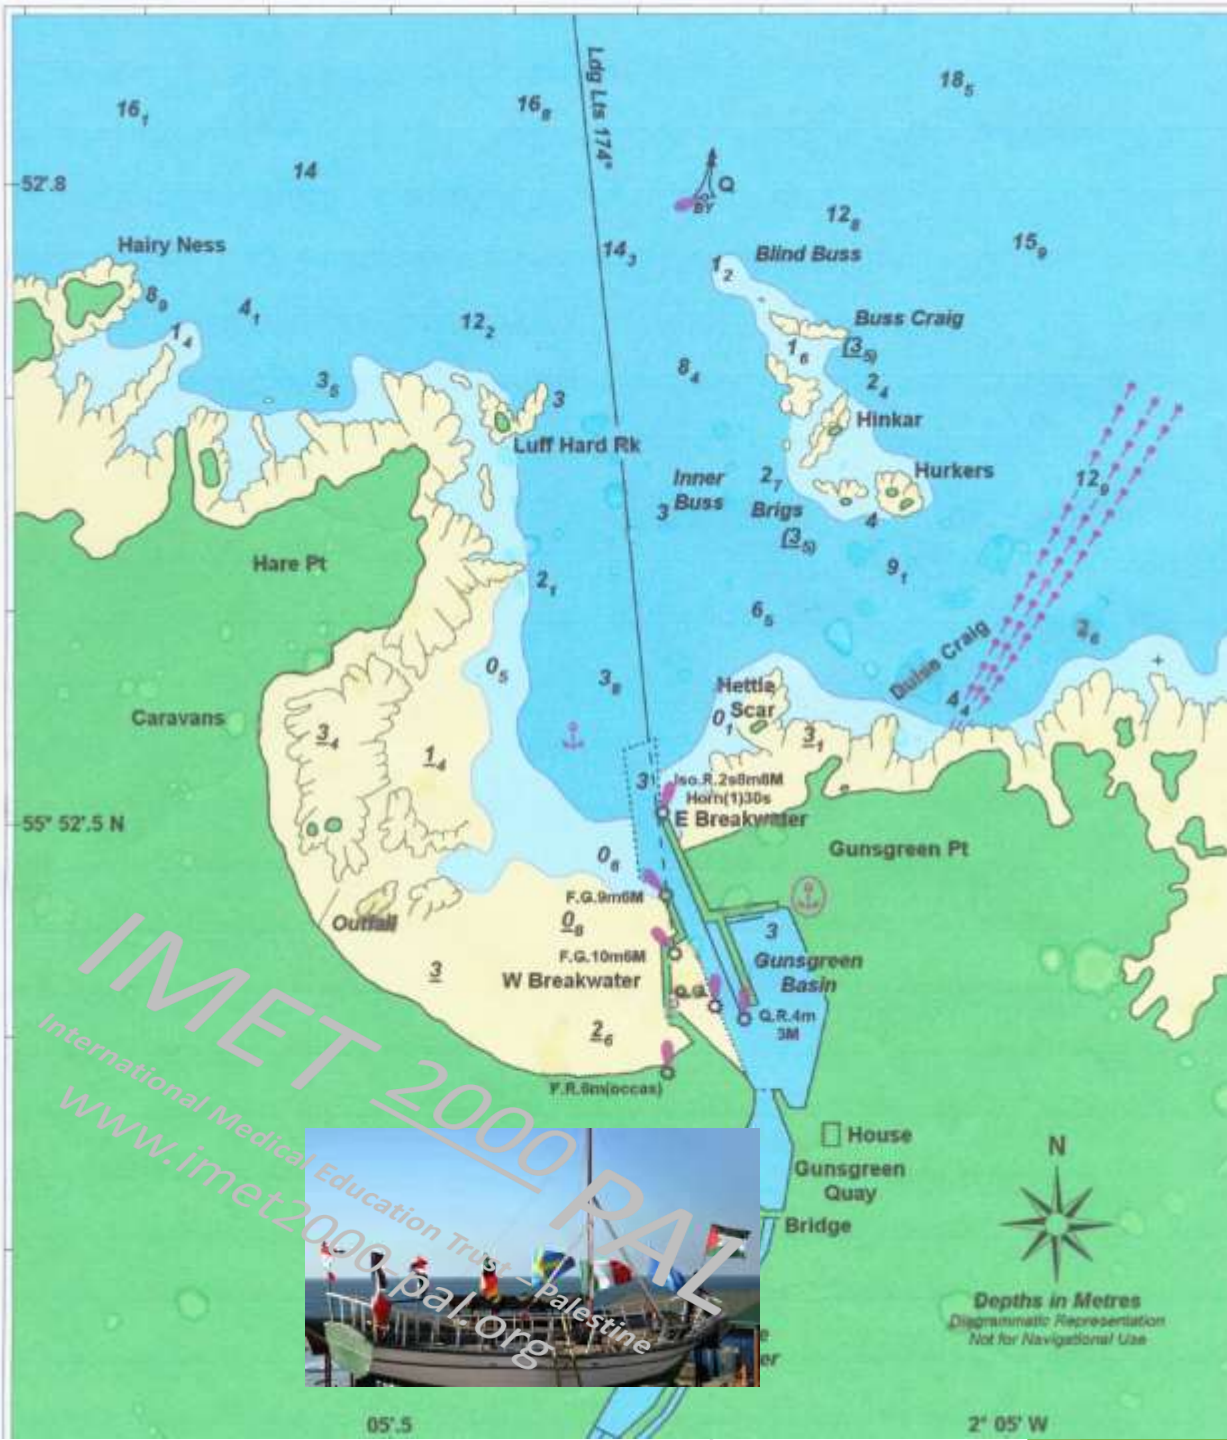 Ldg Lts 174°
16₁
16₈
18₅
14
52'.8
Q
BY
12₈
14₃
15₉
Hairy Ness
1₂
Blind Buss
8₉
4₁
12₂
1₄
Buss Craig
(3₅)
1₆
8₄
3₅
2₄
3
Hinkar
Luff Hard Rk
Inner
Buss
2₇
Hurkers
12₉
3
Brigs
(3₅)
4
Hare Pt
9₁
2₁
6₅
2₆
Dulse Craig
0₅
3₈
Nettle
Scar
0₁
4₄
Caravans
3₄
1₄
3₁
3
Iso.R.2s8m8M
Horn(1)30s
E Breakwater
55° 52'.5 N
0₆
Gunsgreen Pt
F.G.9m6M
Outfall
0₈
3
Gunsgreen
Basin
F.G.10m6M
3
W Breakwater
Q.G.
Q.R.4m
3M
2₆
F.R.8m(occas)
House
Gunsgreen
Quay
Bridge
N
IMET 2000 PAL
International Medical Education Trust – Palestine
www.imet2000-pal.org
Depths in Metres
Diagrammatic Representation
Not for Navigational Use
e
er
05'.5
2° 05' W